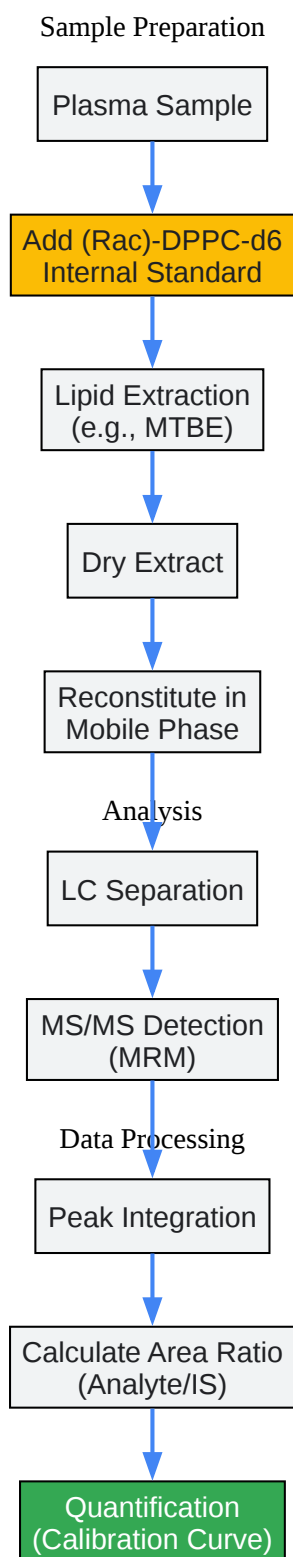 Sample Preparation
Plasma Sample
Add (Rac)-DPPC-d6
Internal Standard
Lipid Extraction
(e.g., MTBE)
Dry Extract
Reconstitute in
Mobile Phase
Analysis
LC Separation
MS/MS Detection
(MRM)
Data Processing
Peak Integration
Calculate Area Ratio
(Analyte/IS)
Quantification
(Calibration Curve)